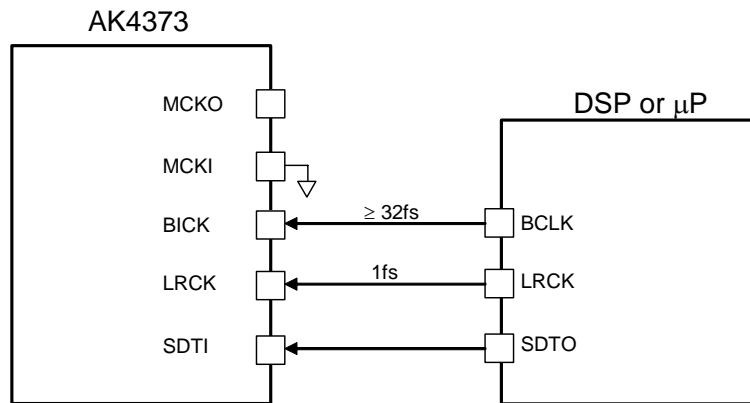 AK4373
DSP or μP
MCKO
MCKI
BICK
≥ 32fs
BCLK
LRCK
1fs
LRCK
SDTI
SDTO